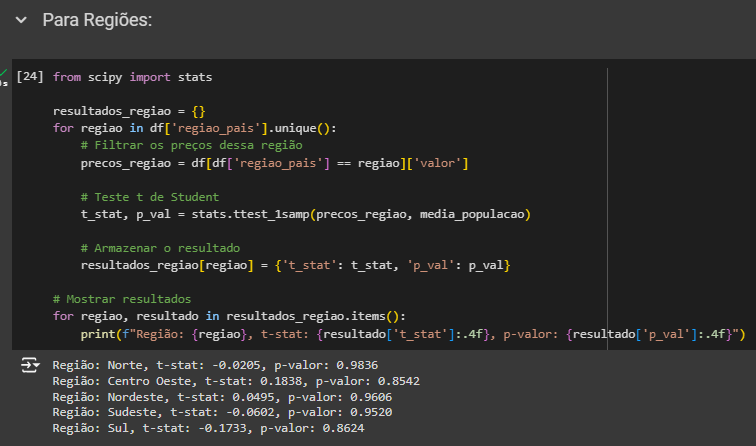 Para Regiões:
[24] from scipy import stats
resultados_regiao = {}
for regiao in df['regiao_pais'].unique():
# Filtrar os preços dessa região
precos_regiao = df[df['regiao_pais'] == regiao]['valor']
# Teste t de Student
t_stat, p_val = stats.ttest_1samp(precos_regiao, media_populacao)
# Armazenar o resultado
resultados_regiao[regiao] = {'t_stat': t_stat, 'p_val': p_val}
# Mostrar resultados
for regiao, resultado in resultados_regiao.items():
print(f"Região: {regiao}, t-stat: {resultado['t_stat']:.4f}, p-valor: {resultado['p_val']:.4f}")
Região: Norte, t-stat: -0.0205, p-valor: 0.9836
Região: Centro Oeste, t-stat: 0.1838, p-valor: 0.8542
Região: Nordeste, t-stat: 0.0495, p-valor: 0.9606
Região: Sudeste, t-stat: -0.0602, p-valor: 0.9520
Região: Sul, t-stat: -0.1733, p-valor: 0.8624